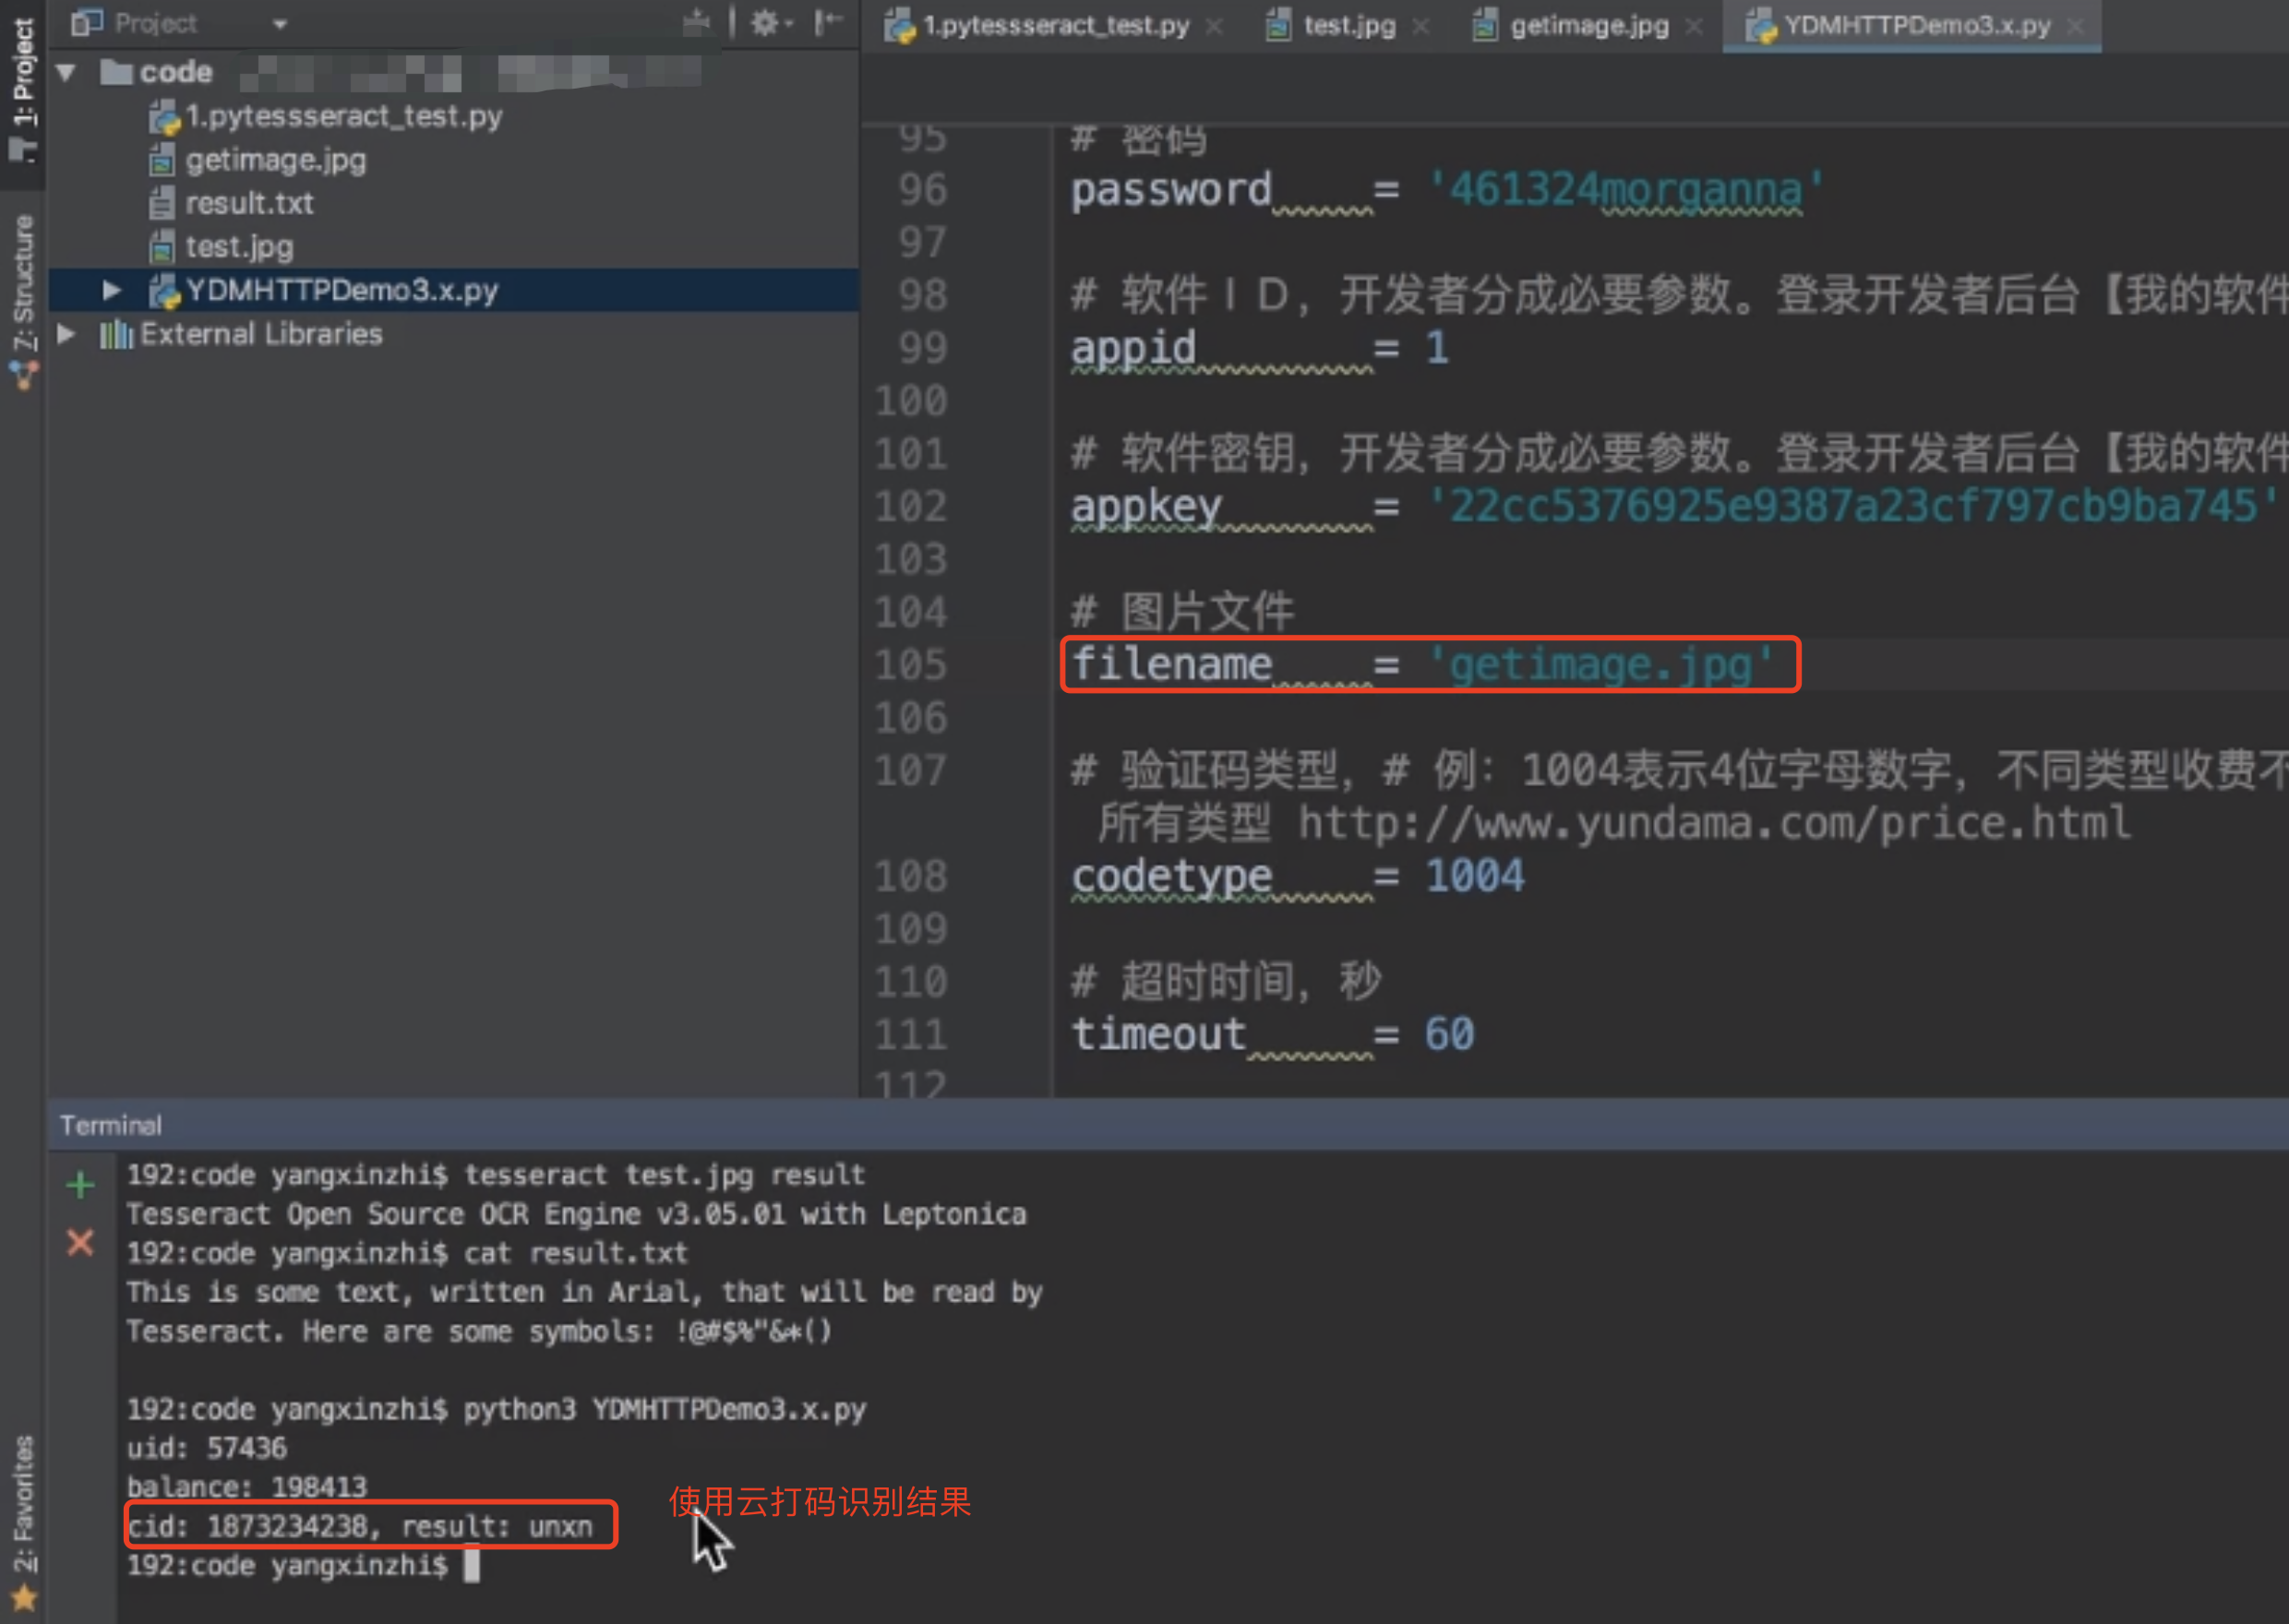 1: Project
7: Structure
2: Favorites
Project
code
1.pytessseract_test.py
getimage.jpg
result.txt
test.jpg
YDMHTTPDemo3.x.py
External Libraries
1.pytessseract_test.py
test.jpg
getimage.jpg
YDMHTTPDemo3.x.py
95 # 密码
96 password = '461324morganna'
97
98 # 软件ＩＤ，开发者分成必要参数。登录开发者后台【我的软件
99 appid = 1
100
101 # 软件密钥，开发者分成必要参数。登录开发者后台【我的软件
102 appkey = '22cc5376925e9387a23cf797cb9ba745'
103
104 # 图片文件
105 filename = 'getimage.jpg'
106
107 # 验证码类型，# 例：1004表示4位字母数字，不同类型收费不
所有类型 http://www.yundama.com/price.html
108 codetype = 1004
109
110 # 超时时间，秒
111 timeout = 60
112
Terminal
192:code yangxinzhi$ tesseract test.jpg result
Tesseract Open Source OCR Engine v3.05.01 with Leptonica
192:code yangxinzhi$ cat result.txt
This is some text, written in Arial, that will be read by
Tesseract. Here are some symbols: !@#$%"&*()
192:code yangxinzhi$ python3 YDMHTTPDemo3.x.py
uid: 57436
balance: 198413
cid: 1873234238, result: unxn
使用云打码识别结果
192:code yangxinzhi$